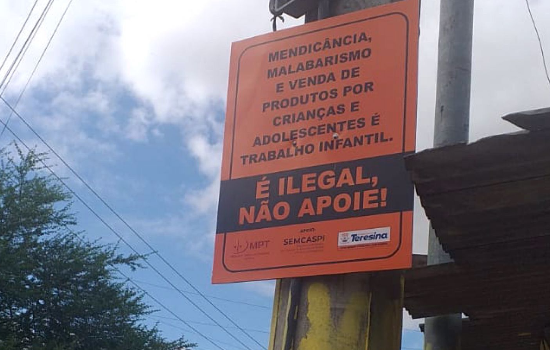 MENDICÂNCIA,
MALABARISMO
E VENDA DE
PRODUTOS POR
CRIANÇAS E
ADOLESCENTES É
TRABALHO INFANTIL.
É ILEGAL,
NÃO APOIE!
MPT
SEMCASPI
Teresina